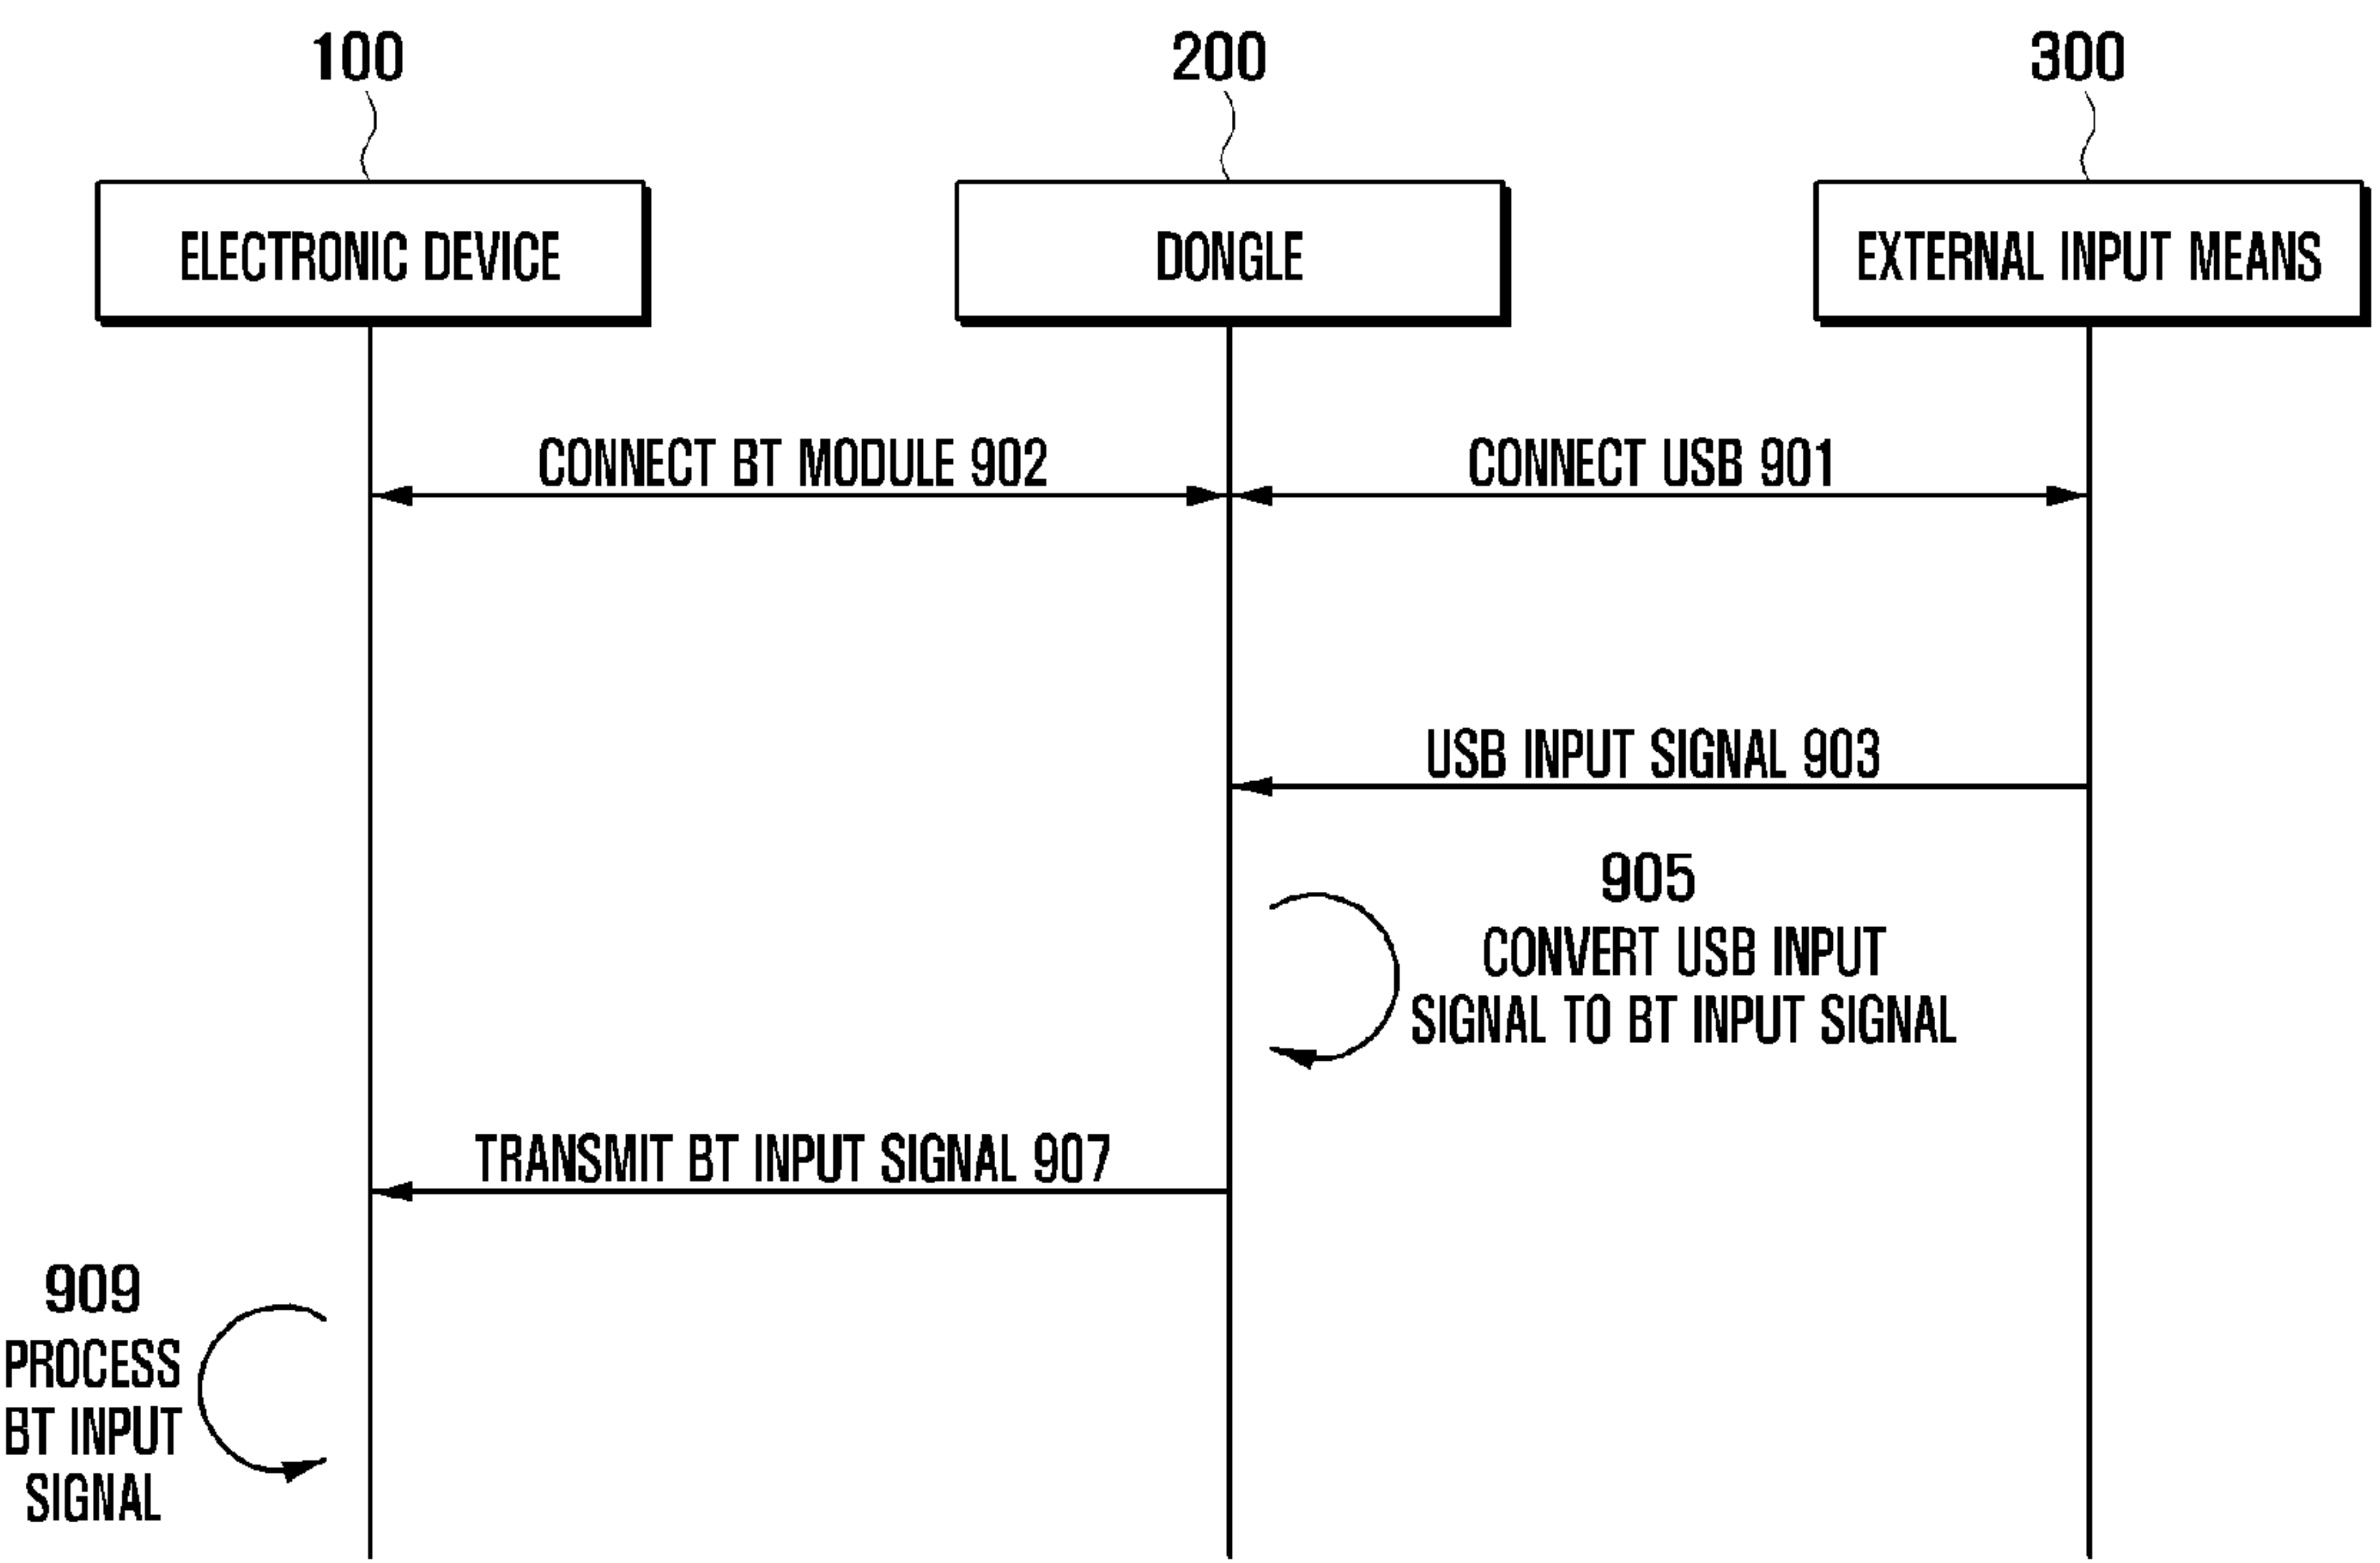 100
200
300
ELECTRONIC DEVICE
DONGLE
EXTERNAL INPUT MEANS
CONNECT BT MODULE 902
CONNECT USB 901
USB INPUT SIGNAL 903
905
CONVERT USB INPUT
SIGNAL TO BT INPUT SIGNAL
TRANSMIT BT INPUT SIGNAL 907
909
PROCESS
BT INPUT
SIGNAL